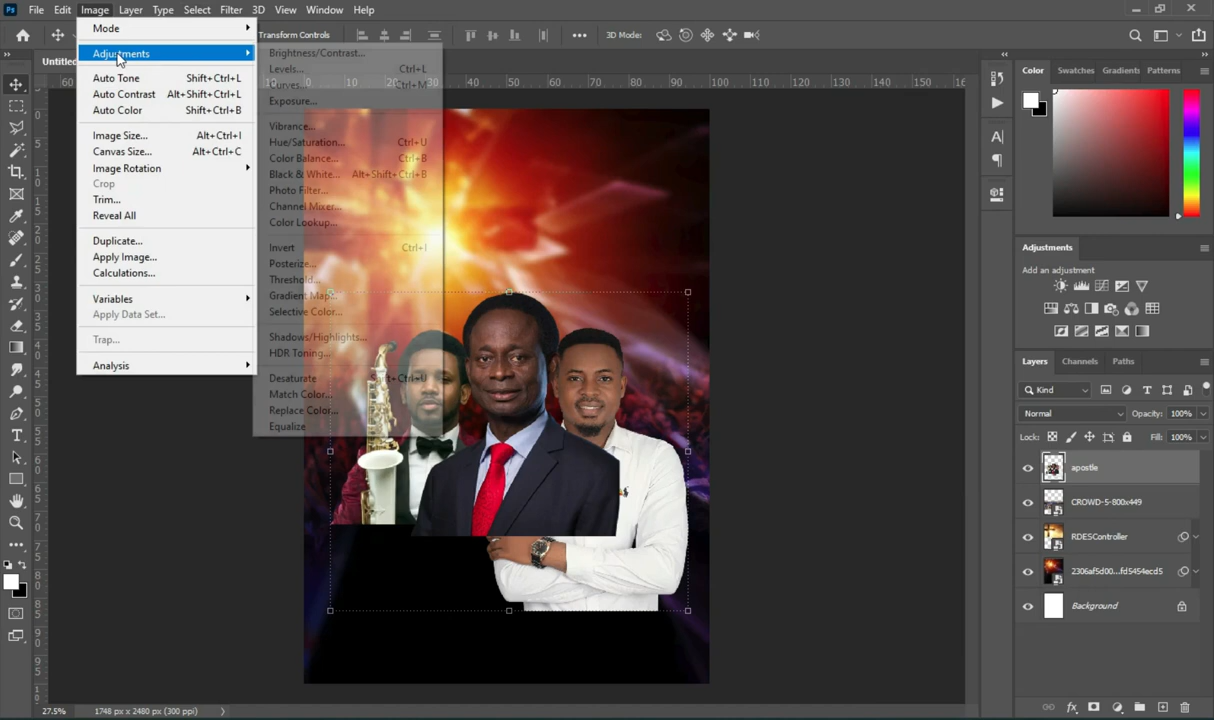 Ps File Edit Image Layer Type Select Filter 3D View Window Help
Transform Controls 3D Mode:
Untitle
Mode
Adjustments
Auto Tone Shift+Ctrl+L
Auto Contrast Alt+Shift+Ctrl+L
Auto Color Shift+Ctrl+B
Image Size... Alt+Ctrl+I
Canvas Size... Alt+Ctrl+C
Image Rotation
Crop
Trim...
Reveal All
Duplicate...
Apply Image...
Calculations...
Variables
Apply Data Set...
Trap...
Analysis
Brightness/Contrast...
Levels... Ctrl+L
Curves... Ctrl+M
Exposure...
Vibrance...
Hue/Saturation... Ctrl+U
Color Balance... Ctrl+B
Black & White... Alt+Shift+Ctrl+B
Photo Filter...
Channel Mixer...
Color Lookup...
Invert Ctrl+I
Posterize...
Threshold...
Gradient Map...
Selective Color...
Shadows/Highlights...
HDR Toning...
Desaturate Shift+Ctrl+U
Match Color...
Replace Color...
Equalize
Color Swatches Gradients Patterns
Adjustments
Add an adjustment
Layers Channels Paths
Kind
Normal Opacity: 100%
Lock: Fill: 100%
apostle
CROWD-5-800x449
RDESController
2306af5d00...fd5454ecd5
Background
27.5% 1748 px x 2480 px (300 ppi)